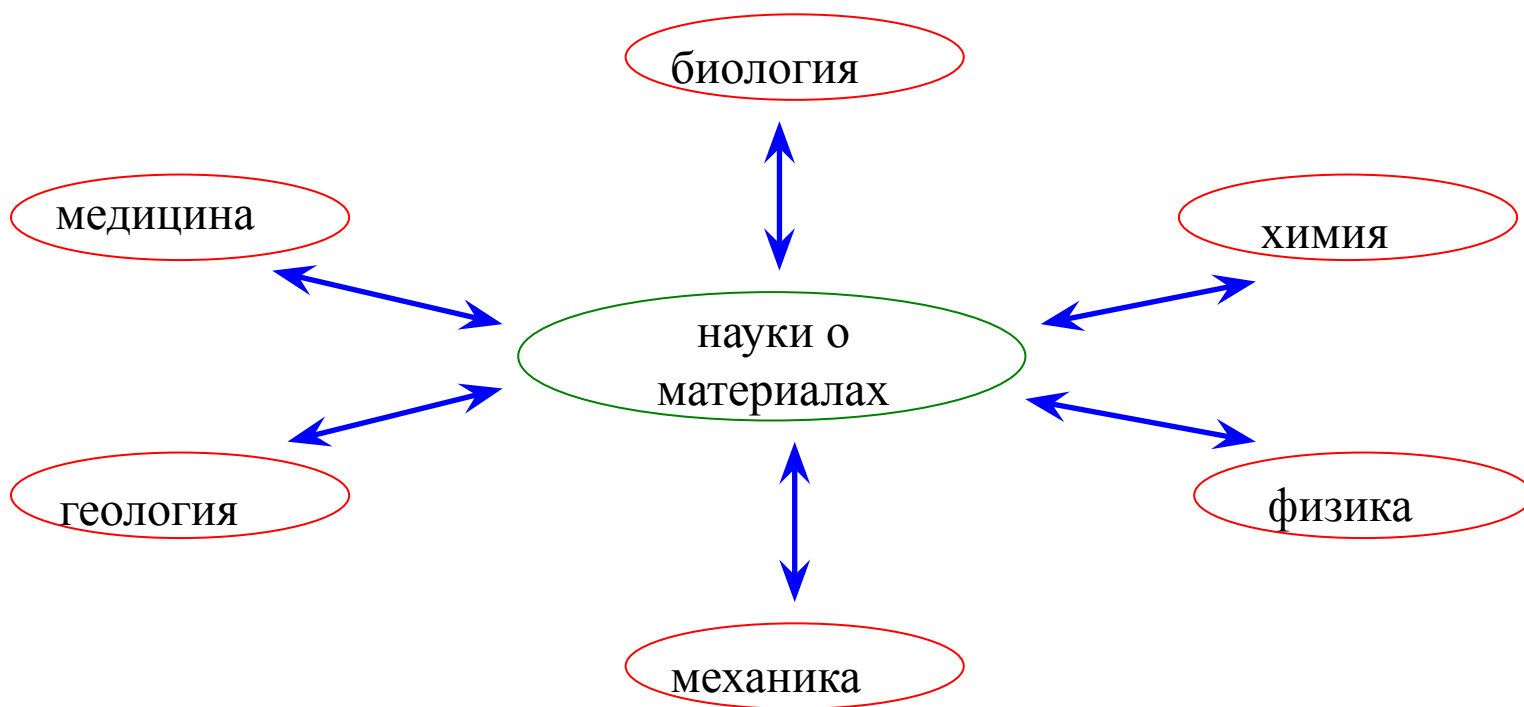 биология
медицина
химия
науки о
материалах
геология
физика
механика